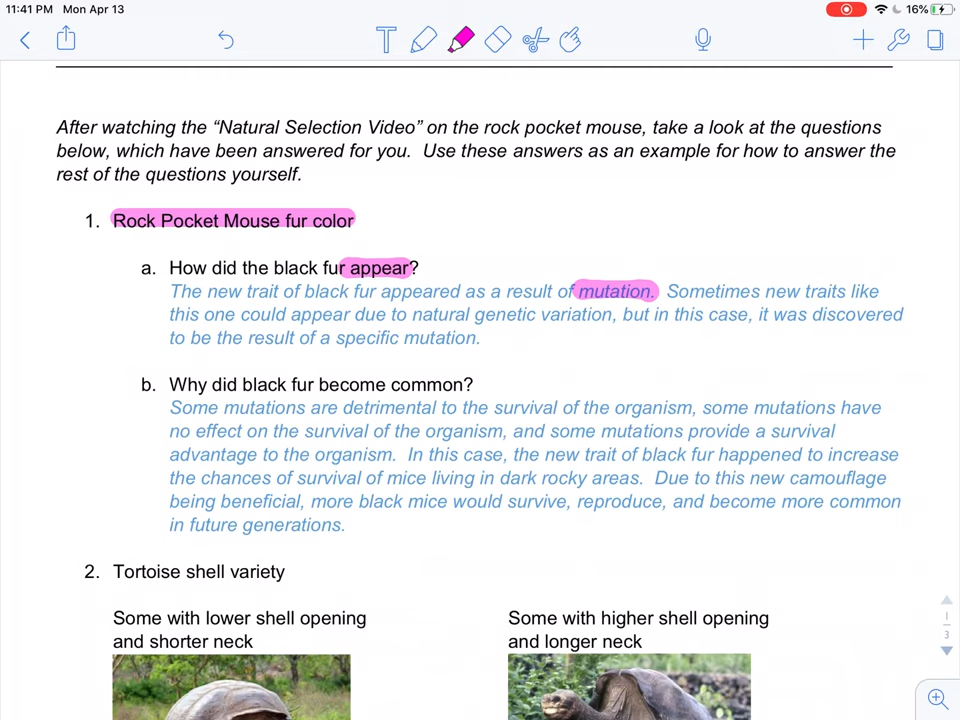 11:41 PM Mon Apr 13
16%
T
After watching the “Natural Selection Video” on the rock pocket mouse, take a look at the questions
below, which have been answered for you.  Use these answers as an example for how to answer the
rest of the questions yourself.
1. Rock Pocket Mouse fur color
a. How did the black fur appear?
The new trait of black fur appeared as a result of mutation.  Sometimes new traits like
this one could appear due to natural genetic variation, but in this case, it was discovered
to be the result of a specific mutation.
b. Why did black fur become common?
Some mutations are detrimental to the survival of the organism, some mutations have
no effect on the survival of the organism, and some mutations provide a survival
advantage to the organism.  In this case, the new trait of black fur happened to increase
the chances of survival of mice living in dark rocky areas.  Due to this new camouflage
being beneficial, more black mice would survive, reproduce, and become more common
in future generations.
2. Tortoise shell variety
Some with lower shell opening
and shorter neck
Some with higher shell opening
and longer neck
1
3